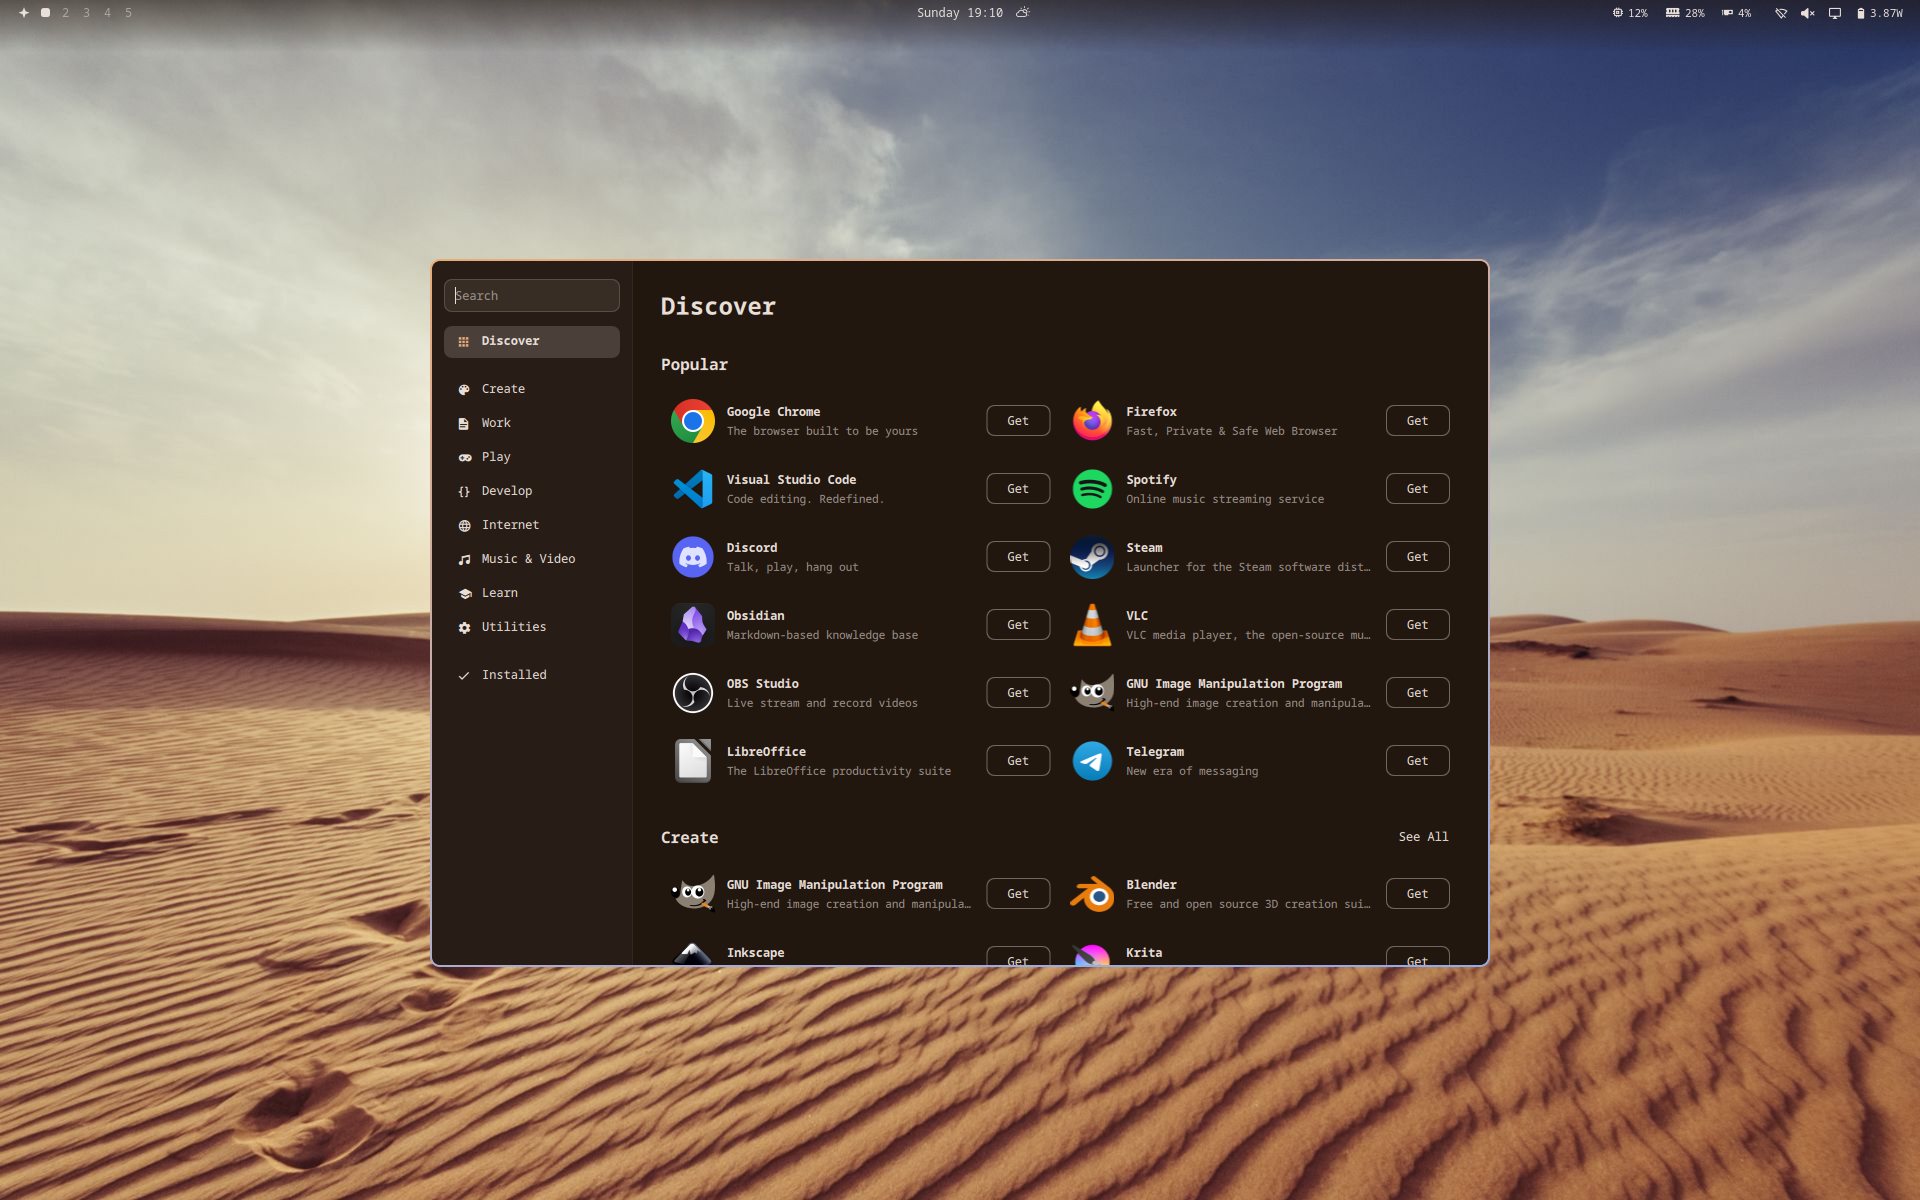 2 3 4 5
Sunday 19:10
12% 28% 4% 3.87W
Search
Discover
Create
Work
Play
{} Develop
Internet
Music & Video
Learn
Utilities
Installed
Discover
Popular
Google Chrome
The browser built to be yours
Get
Firefox
Fast, Private & Safe Web Browser
Get
Visual Studio Code
Code editing. Redefined.
Get
Spotify
Online music streaming service
Get
Discord
Talk, play, hang out
Get
Steam
Launcher for the Steam software dist…
Get
Obsidian
Markdown-based knowledge base
Get
VLC
VLC media player, the open-source mu…
Get
OBS Studio
Live stream and record videos
Get
GNU Image Manipulation Program
High-end image creation and manipula…
Get
LibreOffice
The LibreOffice productivity suite
Get
Telegram
New era of messaging
Get
Create
See All
GNU Image Manipulation Program
High-end image creation and manipula…
Get
Blender
Free and open source 3D creation sui…
Get
Inkscape
Get
Krita
Get